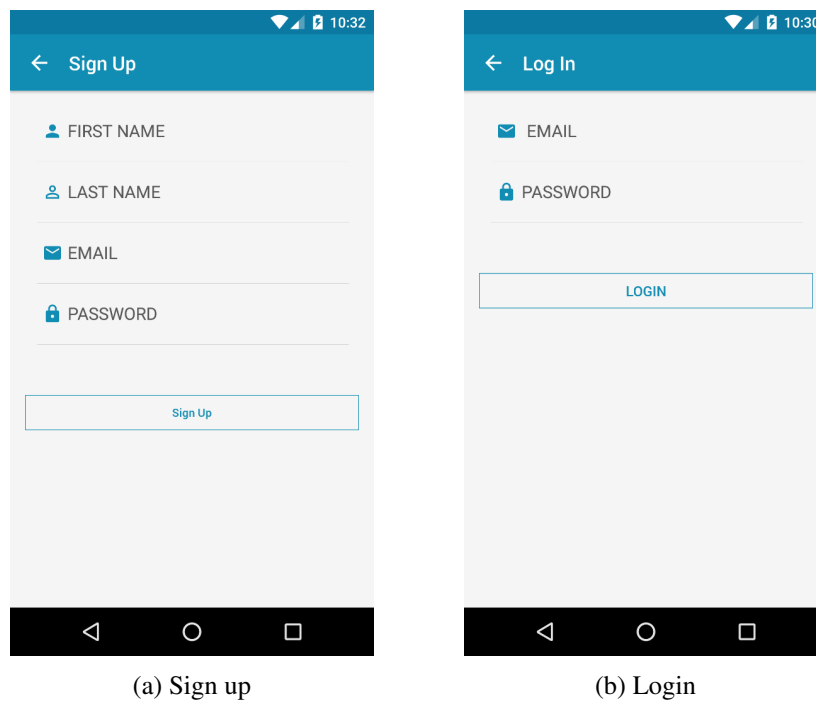 10:32
Sign Up
FIRST NAME
LAST NAME
EMAIL
PASSWORD
Sign Up
(a) Sign up
10:30
Log In
EMAIL
PASSWORD
LOGIN
(b) Login